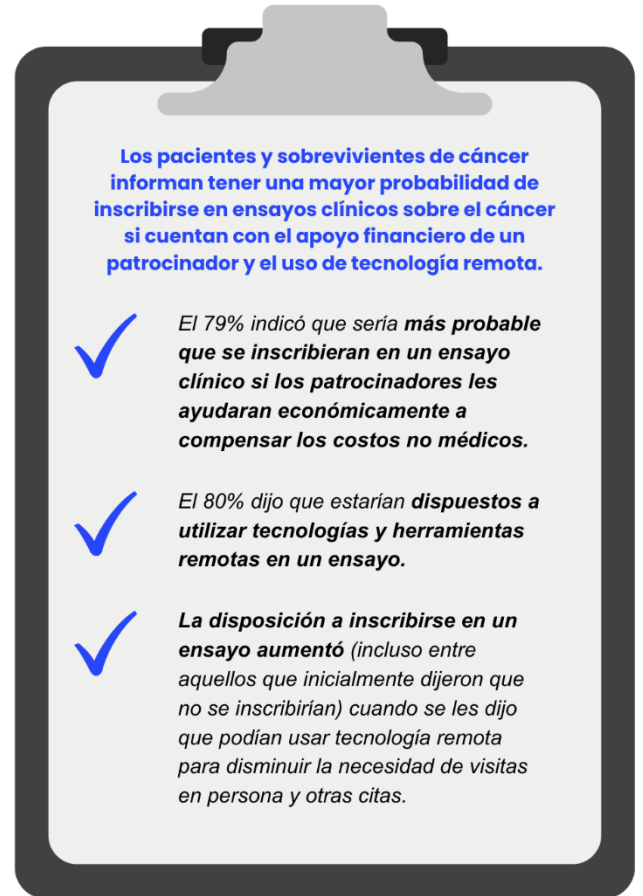 Los pacientes y sobrevivientes de cáncer
informan tener una mayor probabilidad de
inscribirse en ensayos clínicos sobre el cáncer
si cuentan con el apoyo financiero de un
patrocinador y el uso de tecnología remota.
El 79% indicó que sería más probable
que se inscribieran en un ensayo
clínico si los patrocinadores les
ayudaran económicamente a
compensar los costos no médicos.
El 80% dijo que estarían dispuestos a
utilizar tecnologías y herramientas
remotas en un ensayo.
La disposición a inscribirse en un
ensayo aumentó (incluso entre
aquellos que inicialmente dijeron que
no se inscribirían) cuando se les dijo
que podían usar tecnología remota
para disminuir la necesidad de visitas
en persona y otras citas.